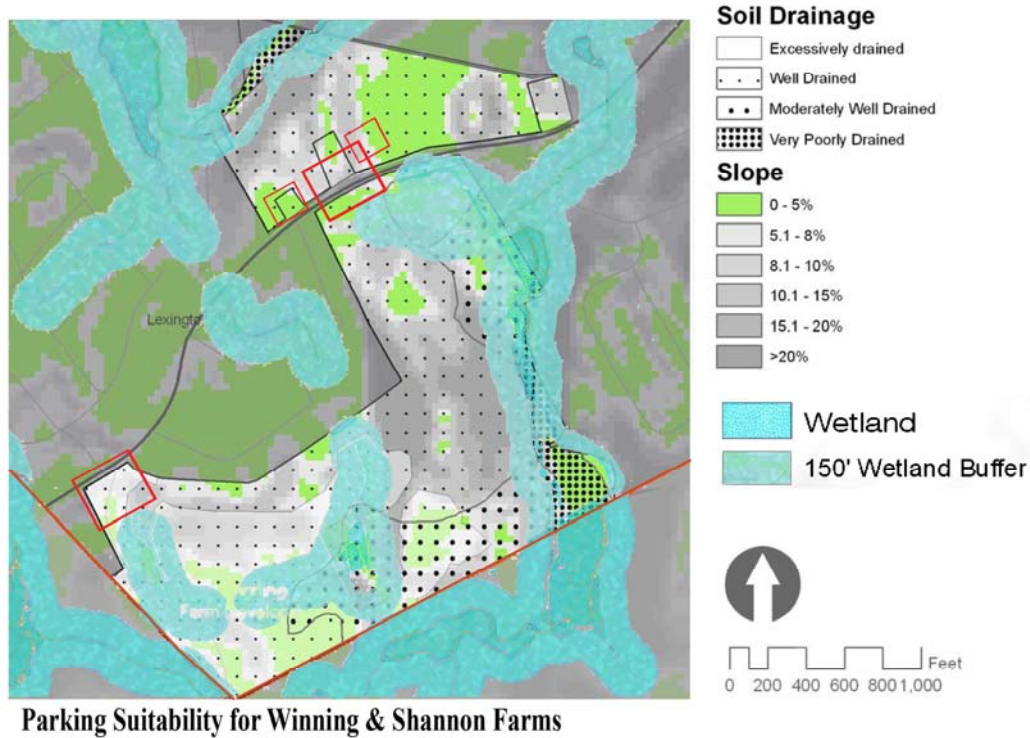 Soil Drainage
Excessively drained
Well Drained
Moderately Well Drained
Very Poorly Drained
Slope
0 - 5%
5.1 - 8%
8.1 - 10%
10.1 - 15%
15.1 - 20%
>20%
Wetland
150' Wetland Buffer
Feet
0 200 400 600 800 1,000
Farm
Parking Suitability for Winning & Shannon Farms